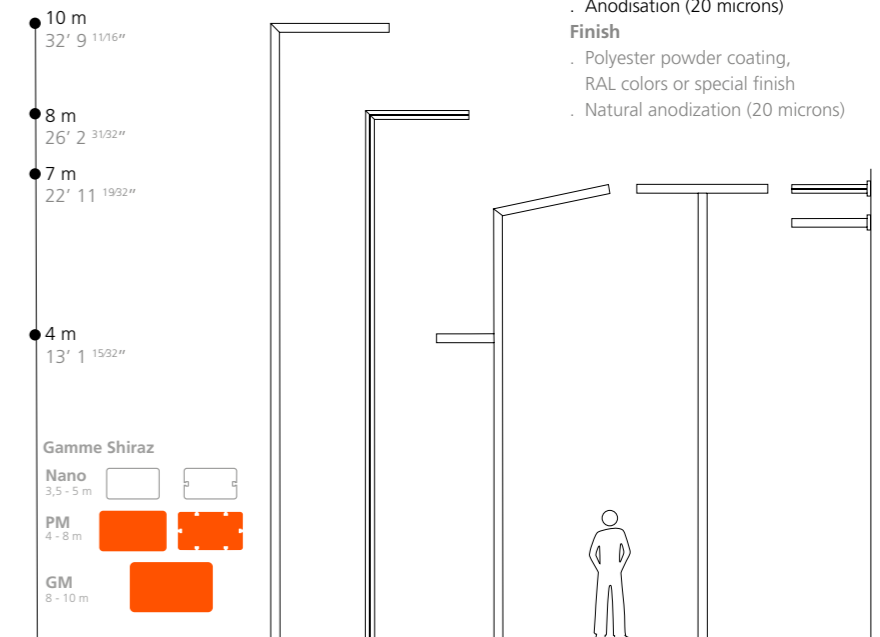 . Anodisation (20 microns)
Finish
. Polyester powder coating,
RAL colors or special finish
. Natural anodization (20 microns)
10 m
32’ 9 11/16”
8 m
26’ 2 31/32”
7 m
22’ 11 19/32”
4 m
13’ 1 15/32”
Gamme Shiraz
Nano
3,5 - 5 m
PM
4 - 8 m
GM
8 - 10 m